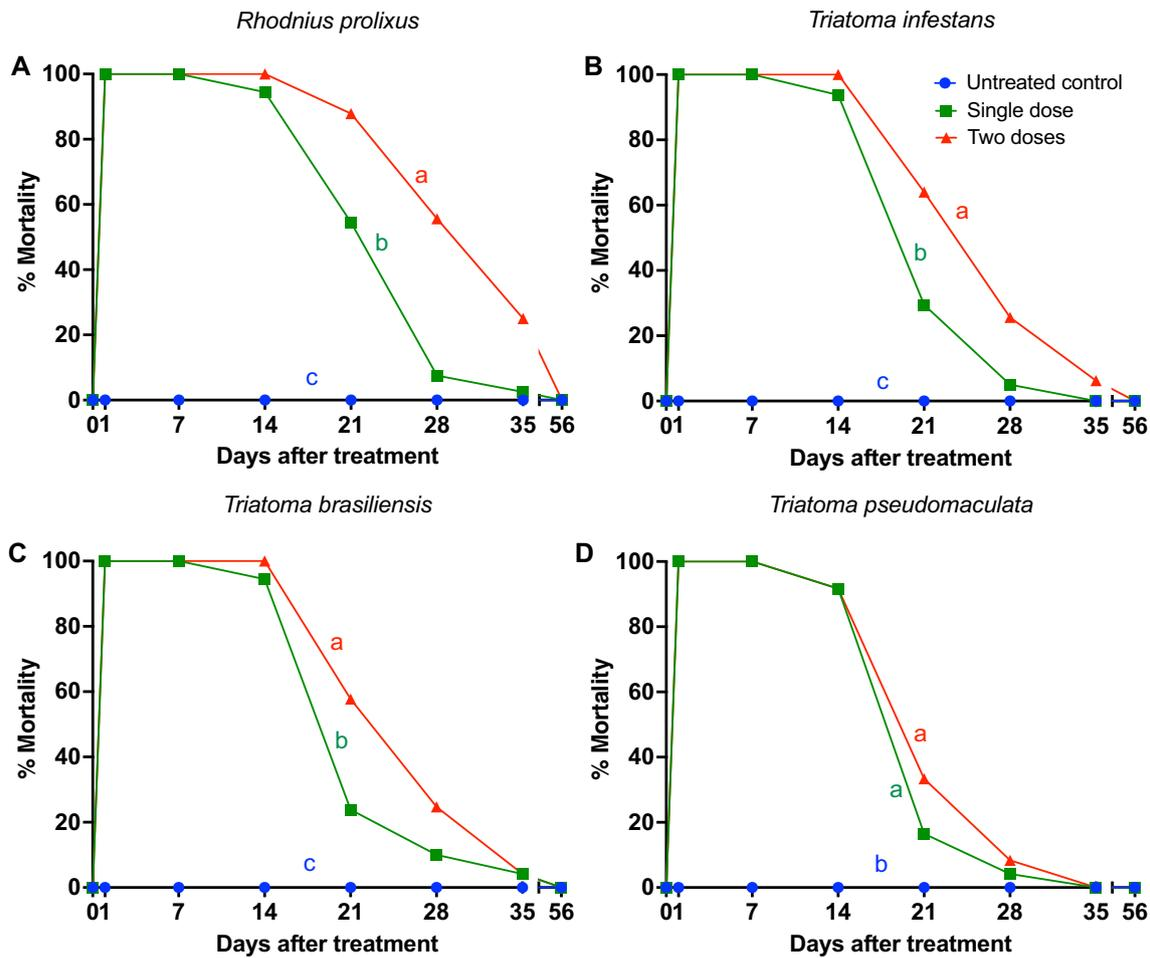 Rhodnius prolixus
A
% Mortality
100
80
60
40
20
0
a
b
c
01 7 14 21 28 35 56
Days after treatment
Triatoma infestans
B
Untreated control
Single dose
Two doses
% Mortality
100
80
60
40
20
0
a
b
c
01 7 14 21 28 35 56
Days after treatment
Triatoma brasiliensis
C
% Mortality
100
80
60
40
20
0
a
b
c
01 7 14 21 28 35 56
Days after treatment
Triatoma pseudomaculata
D
% Mortality
100
80
60
40
20
0
a
a
b
01 7 14 21 28 35 56
Days after treatment